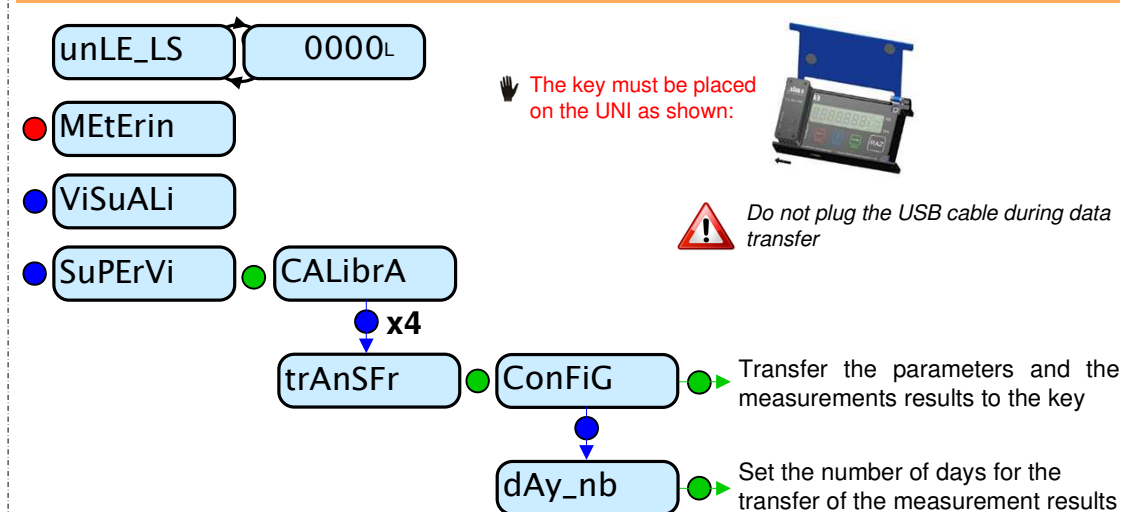 unLE_LS
0000L
The key must be placed
on the UNI as shown:
MEtErin
ViSuALi
Do not plug the USB cable during data
transfer
SuPErVi
CALibrA
x4
trAnSFr
ConFiG
Transfer the parameters and the
measurements results to the key
dAy_nb
Set the number of days for the
transfer of the measurement results
RAZ